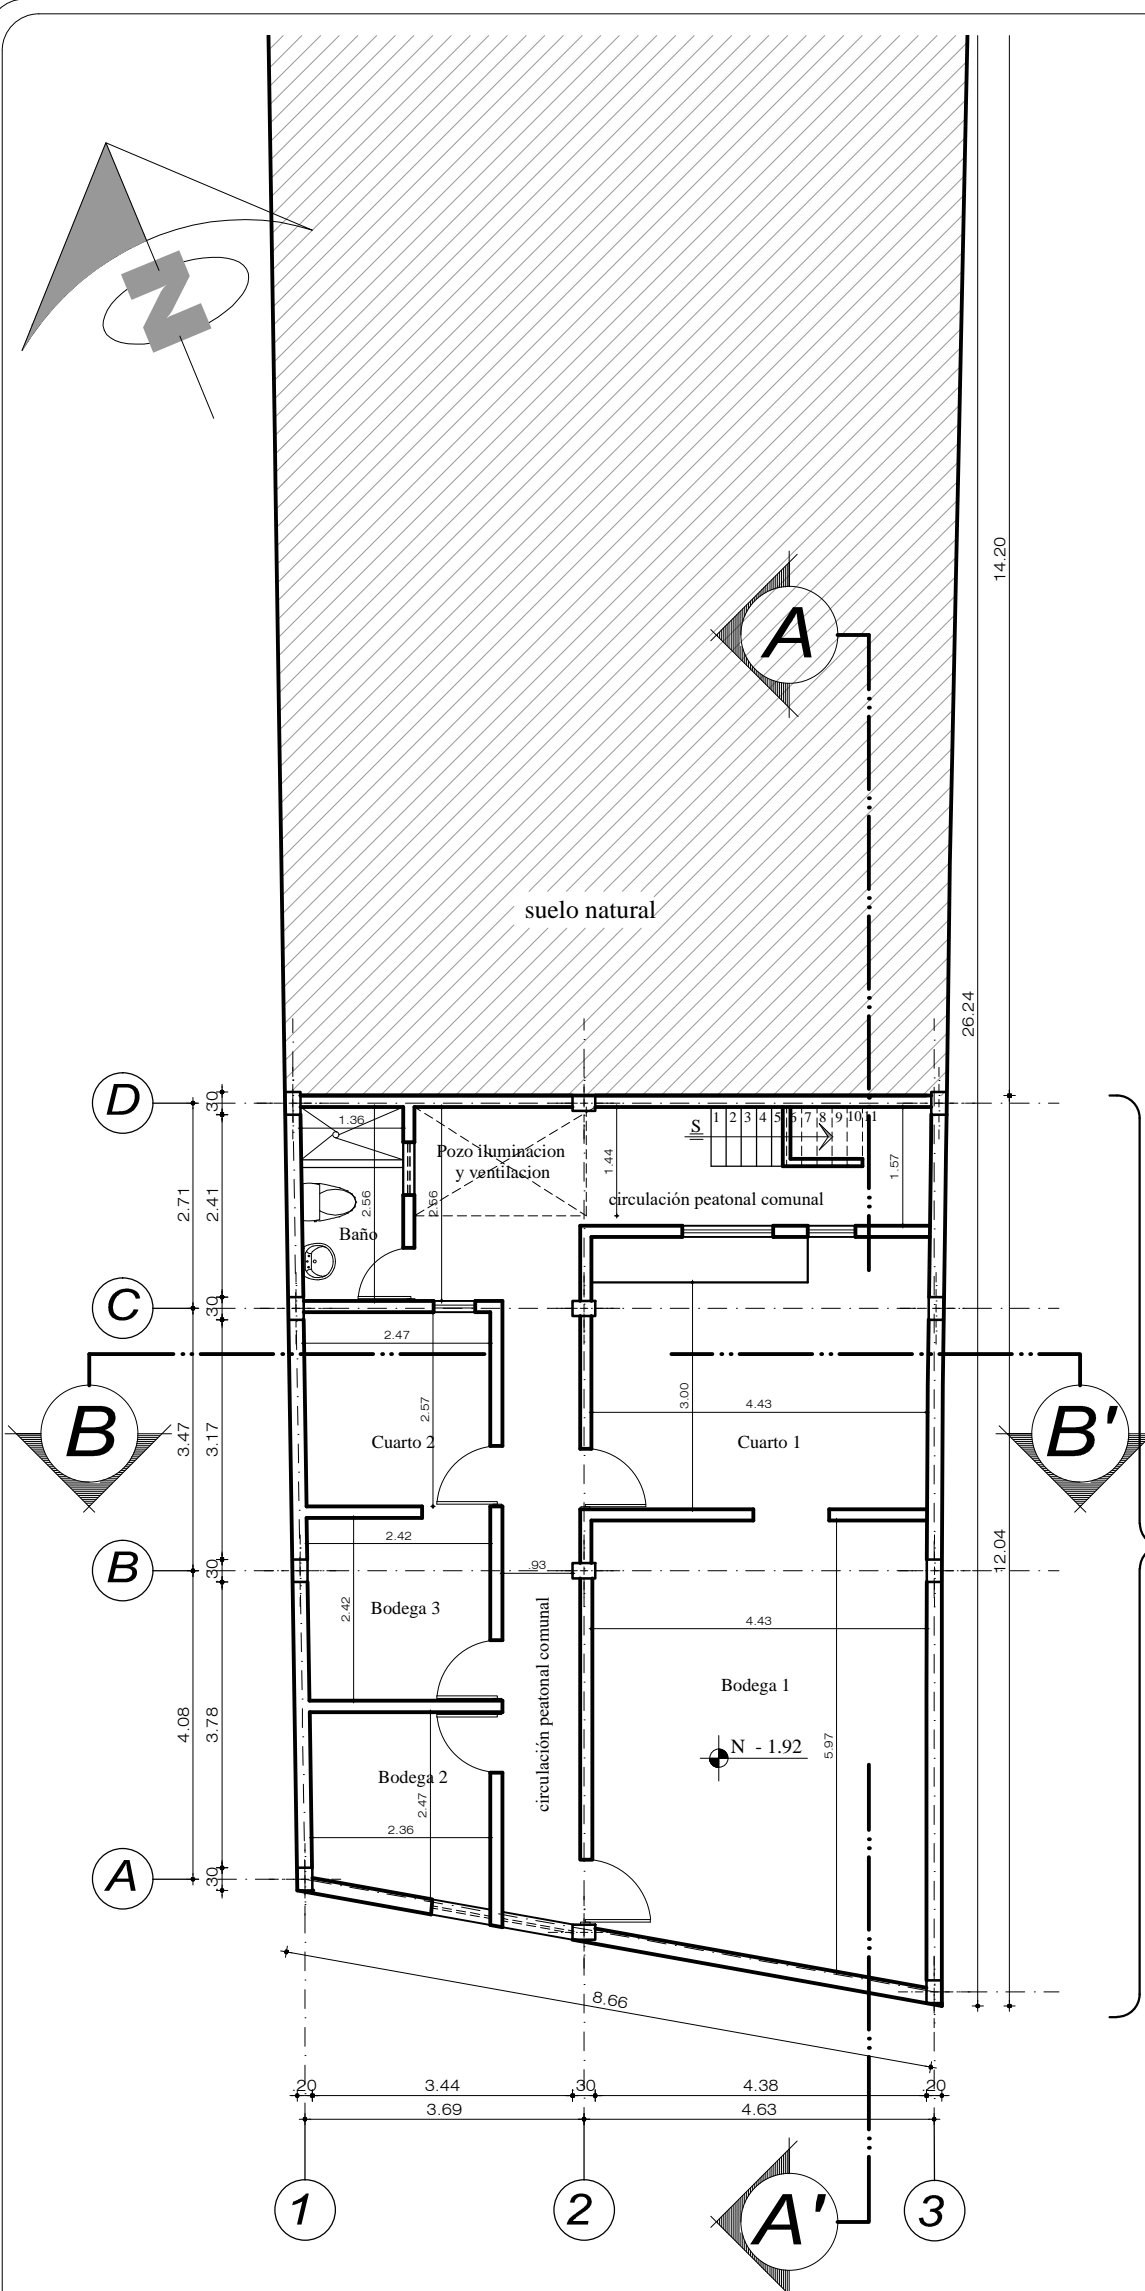 N
14.20
A
suelo natural
26.24
D
.30
1.36
Pozo iluminacion
y ventilacion
1.44
S
1 2 3 4 5 6 7 8 9 10 11
1.57
2.71
2.41
2.56
2.66
circulación peatonal comunal
Baño
C
.30
2.47
B
3.47
3.17
2.57
Cuarto 2
3.00
4.43
Cuarto 1
B'
2.42
.93
12.04
B
.30
2.42
Bodega 3
circulación peatonal comunal
4.43
Bodega 1
4.08
3.78
N - 1.92
5.97
Bodega 2
2.47
2.36
A
.30
8.66
.20
3.44
.30
4.38
.20
3.69
4.63
1
2
A'
3